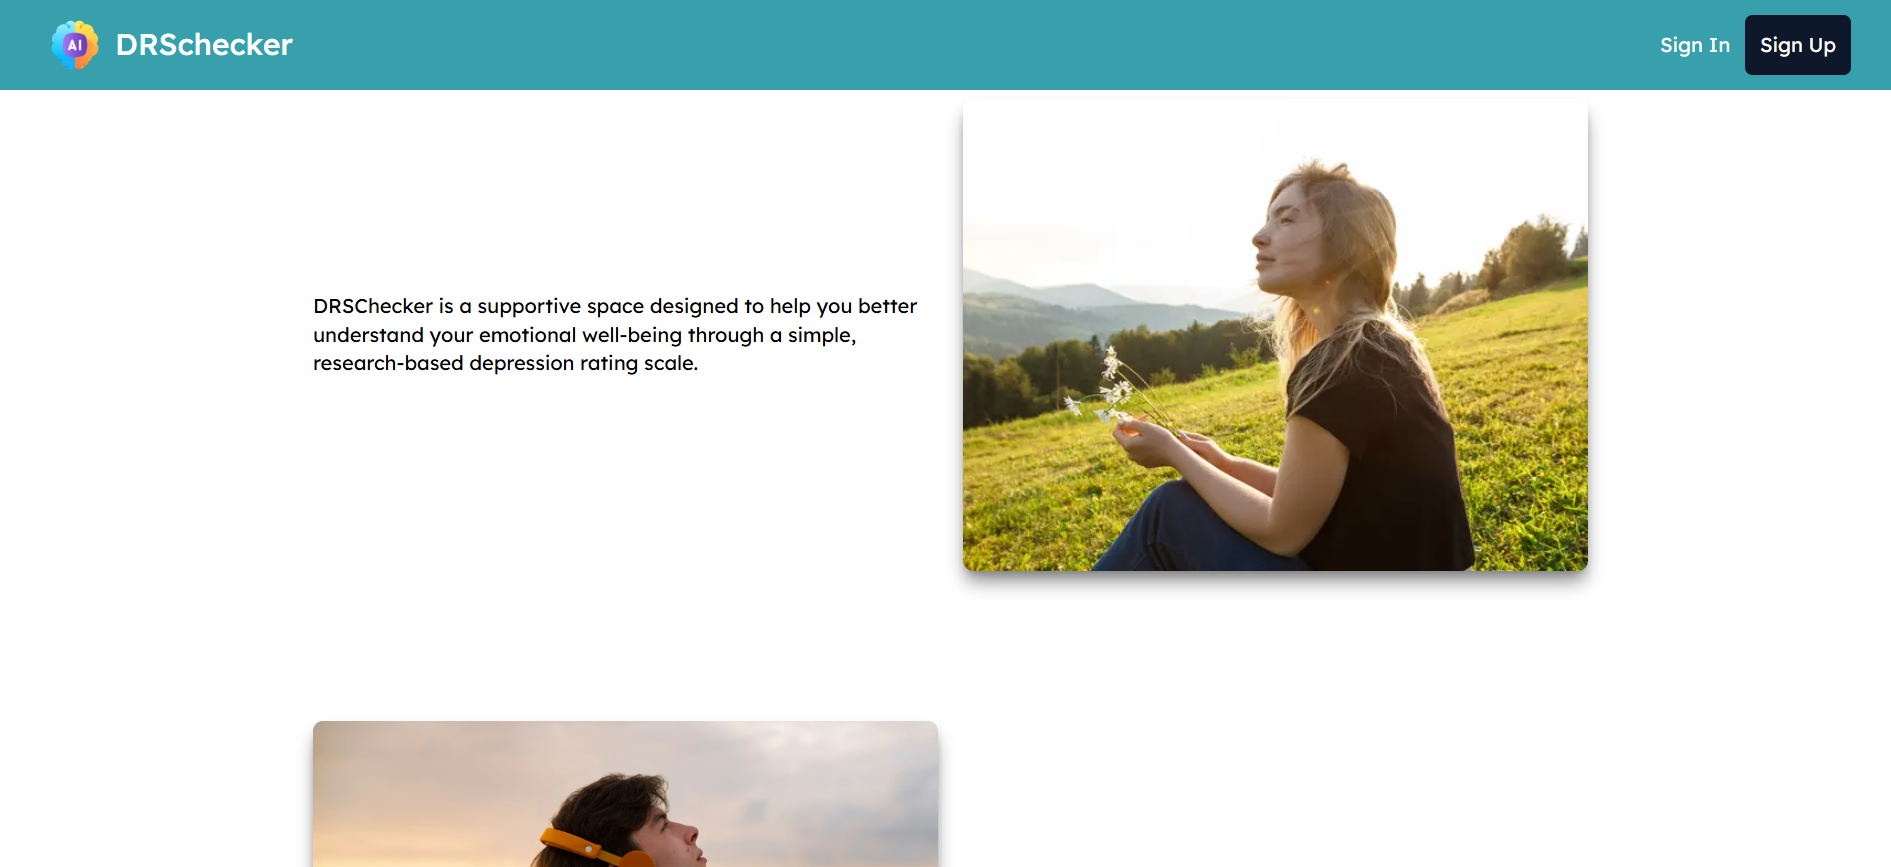 AI
DRSchecker
Sign In
Sign Up
DRSChecker is a supportive space designed to help you better
understand your emotional well-being through a simple,
research-based depression rating scale.